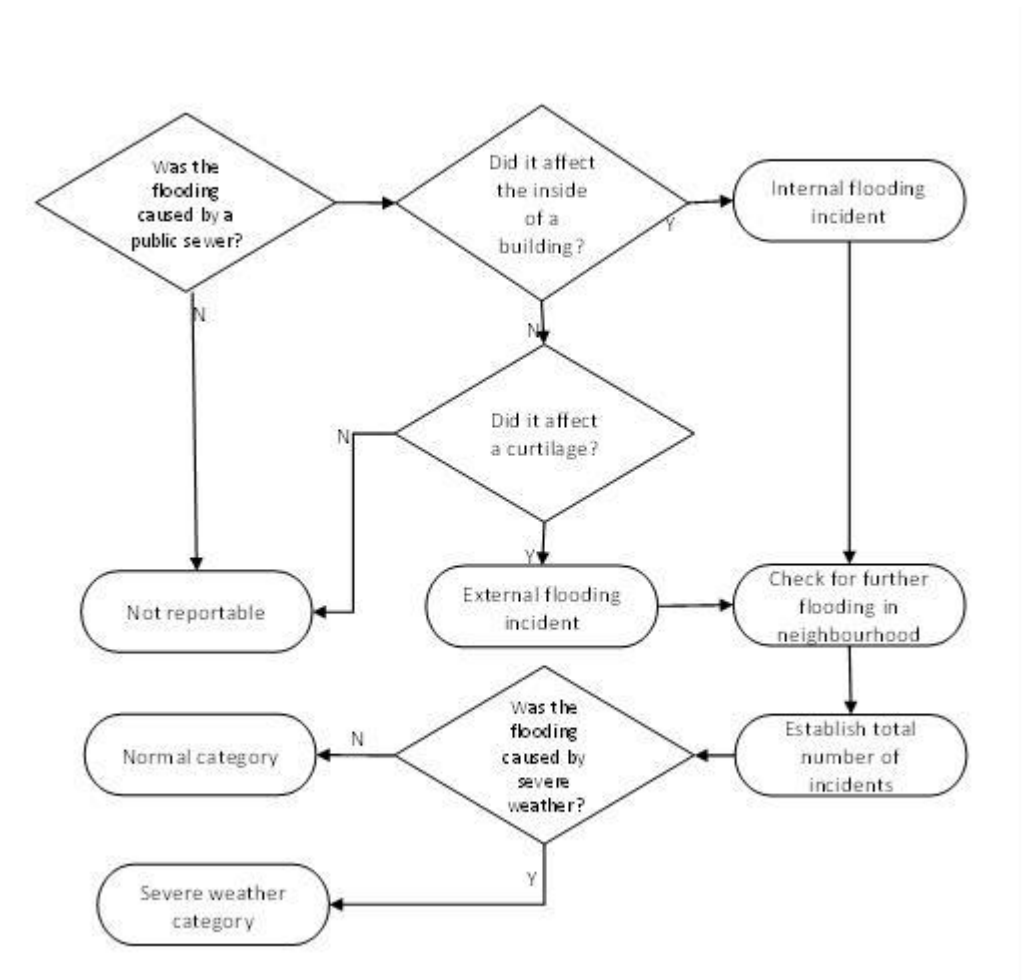 Was the
flooding
caused by a
public sewer?
Did it affect
the inside
of a
building?
Y
Internal flooding
incident
N
N
Did it affect
a curtilage?
N
Y
Not reportable
External flooding
incident
Check for further
flooding in
neighbourhood
Was the
flooding
caused by
severe
weather?
Establish total
number of
incidents
N
Normal category
Y
Severe weather
category